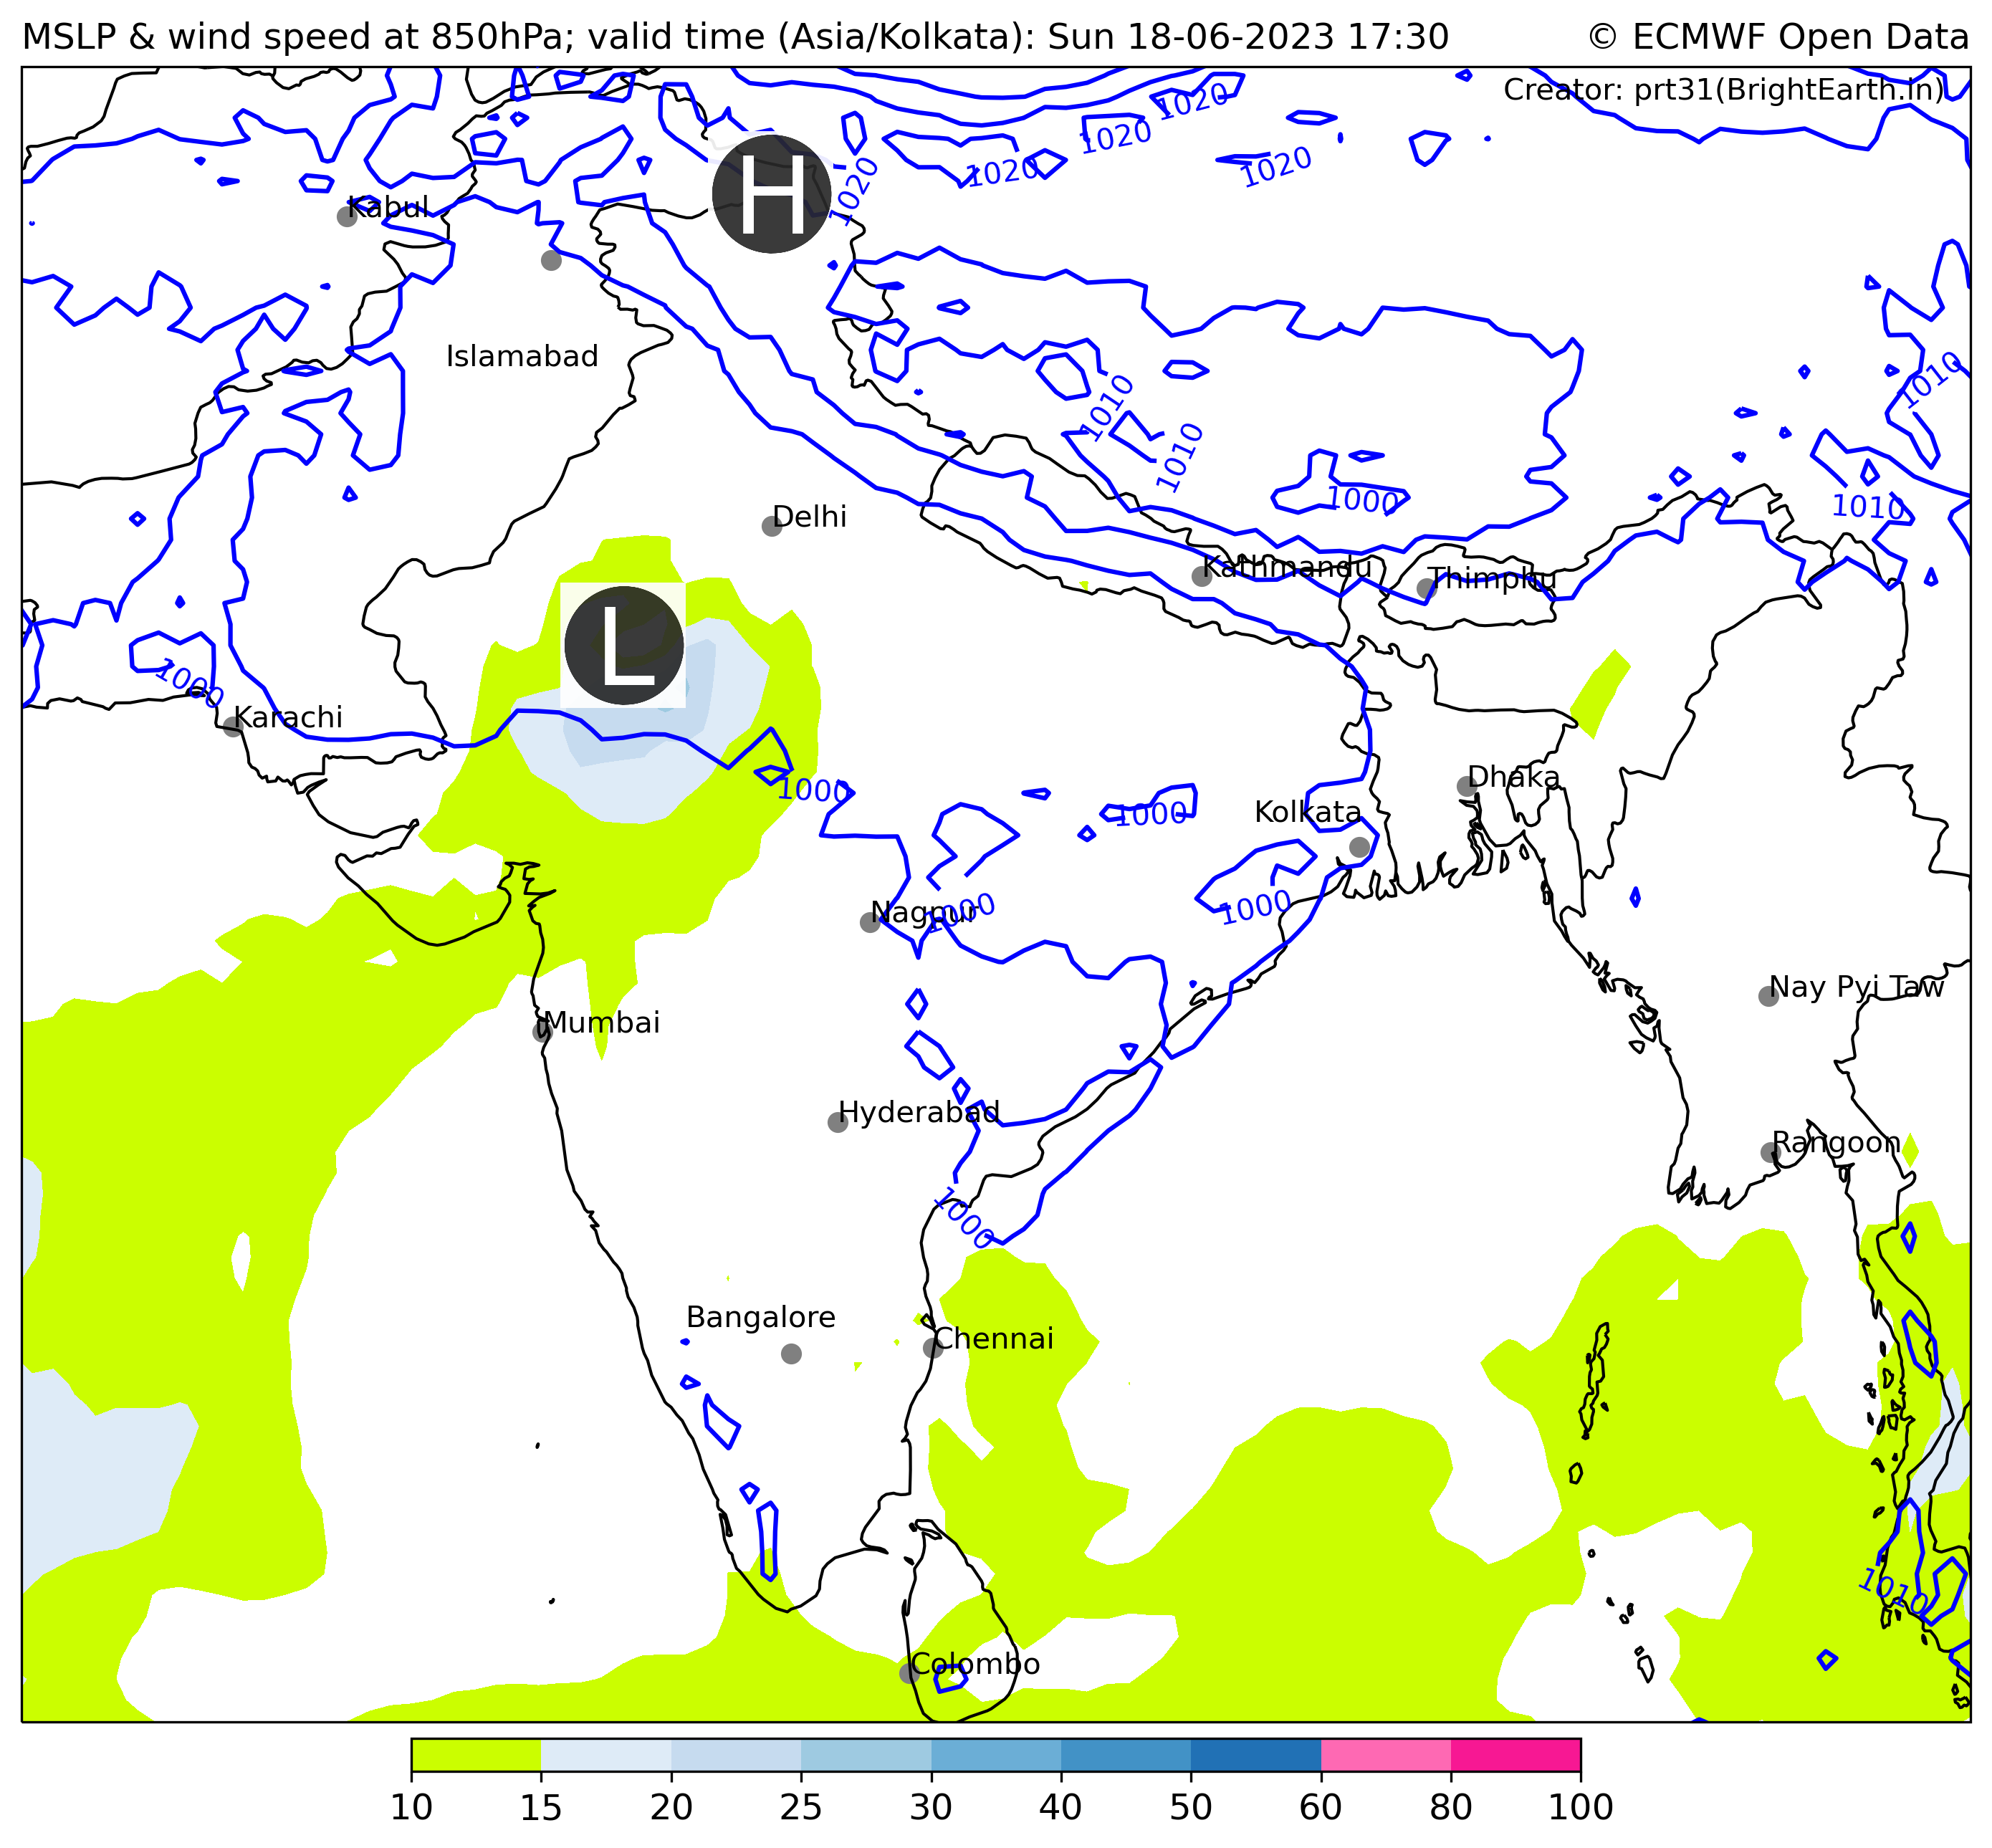 MSLP & wind speed at 850hPa; valid time (Asia/Kolkata): Sun 18-06-2023 17:30 © ECMWF Open Data
Creator: prt31(BrightEarth.in)
1020
1020
1020
1020
1020
H
Kabul
Islamabad
1010
1010
1010
1000
1010
Delhi
Kathmandu
Thimphu
L
1000
Karachi
1000
1000
Dhaka
Kolkata
Nagpur
1000
1000
Nay Pyi Taw
Mumbai
Hyderabad
Rangoon
1000
Bangalore
Chennai
1010
Colombo
10 15 20 25 30 40 50 60 80 100